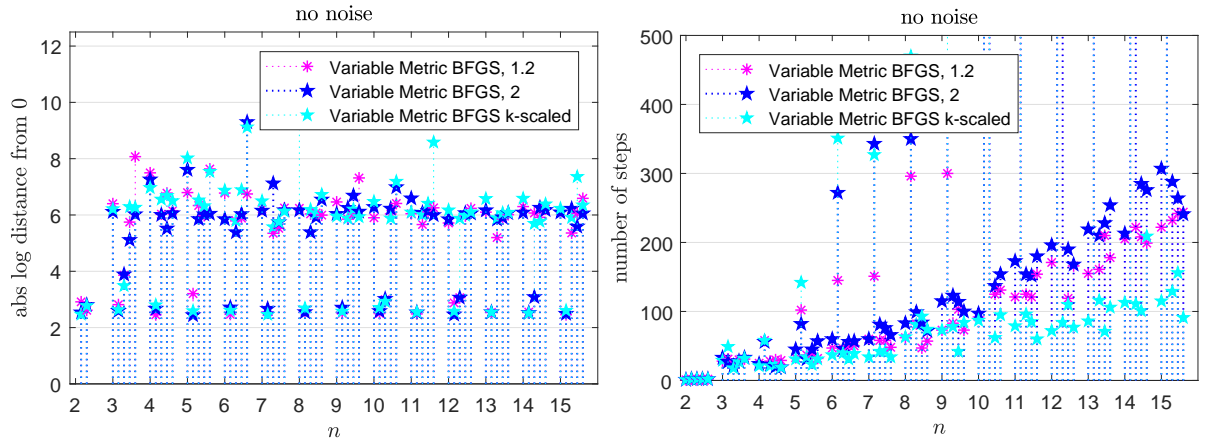 no noise
abs log distance from 0
12
10
8
6
4
2
0
Variable Metric BFGS, 1.2
Variable Metric BFGS, 2
Variable Metric BFGS k-scaled
2 3 4 5 6 7 8 9 10 11 12 13 14 15
n
no noise
number of steps
500
400
300
200
100
0
Variable Metric BFGS, 1.2
Variable Metric BFGS, 2
Variable Metric BFGS k-scaled
2 3 4 5 6 7 8 9 10 11 12 13 14 15
n